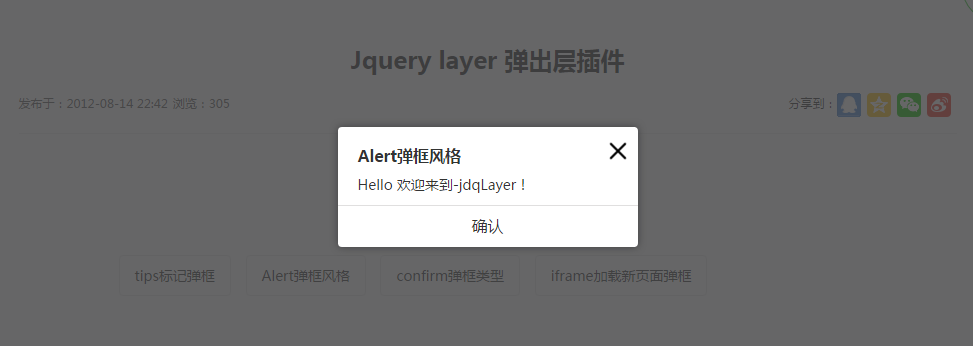 Jquery layer 弹出层插件
发布于：2012-08-14 22:42 浏览：305
分享到：
Alert弹框风格
Hello 欢迎来到-jdqLayer！
确认
tips标记弹框
Alert弹框风格
confirm弹框类型
iframe加载新页面弹框